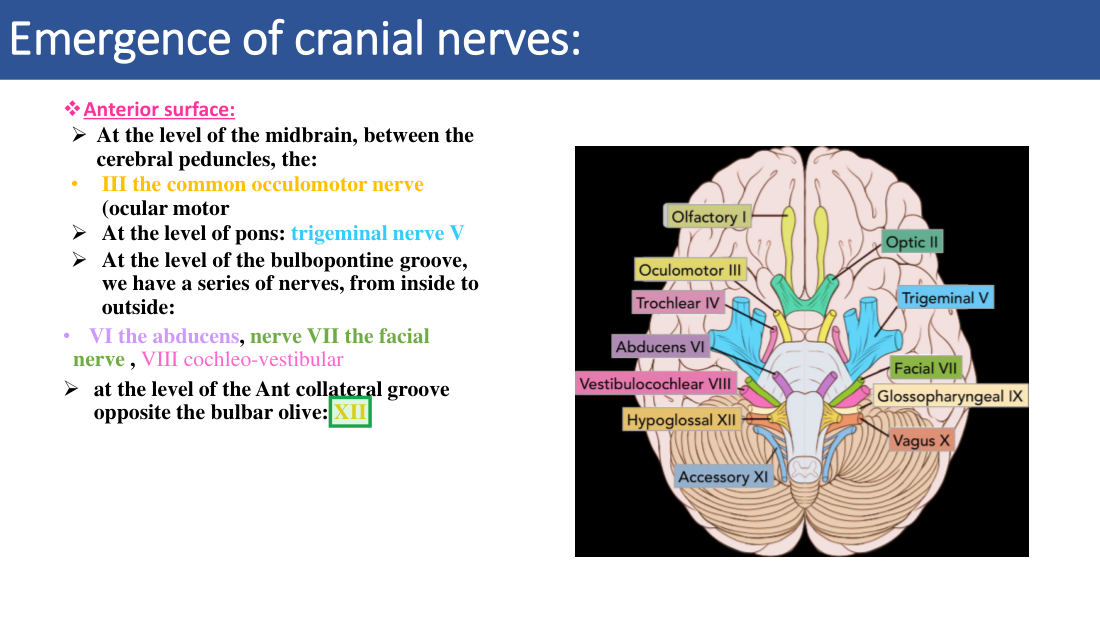 Emergence of cranial nerves:
❖Anterior surface:
➢ At the level of the midbrain, between the
cerebral peduncles, the:
• III the common occulomotor nerve
(ocular motor
➢ At the level of pons: trigeminal nerve V
➢ At the level of the bulbopontine groove,
we have a series of nerves, from inside to
outside:
• VI the abducens, nerve VII the facial
nerve , VIII cochleo-vestibular
➢ at the level of the Ant collateral groove
opposite the bulbar olive: XII
Olfactory I
Optic II
Oculomotor III
Trigeminal V
Trochlear IV
Abducens VI
Facial VII
Vestibulocochlear VIII
Glossopharyngeal IX
Hypoglossal XII
Vagus X
Accessory XI